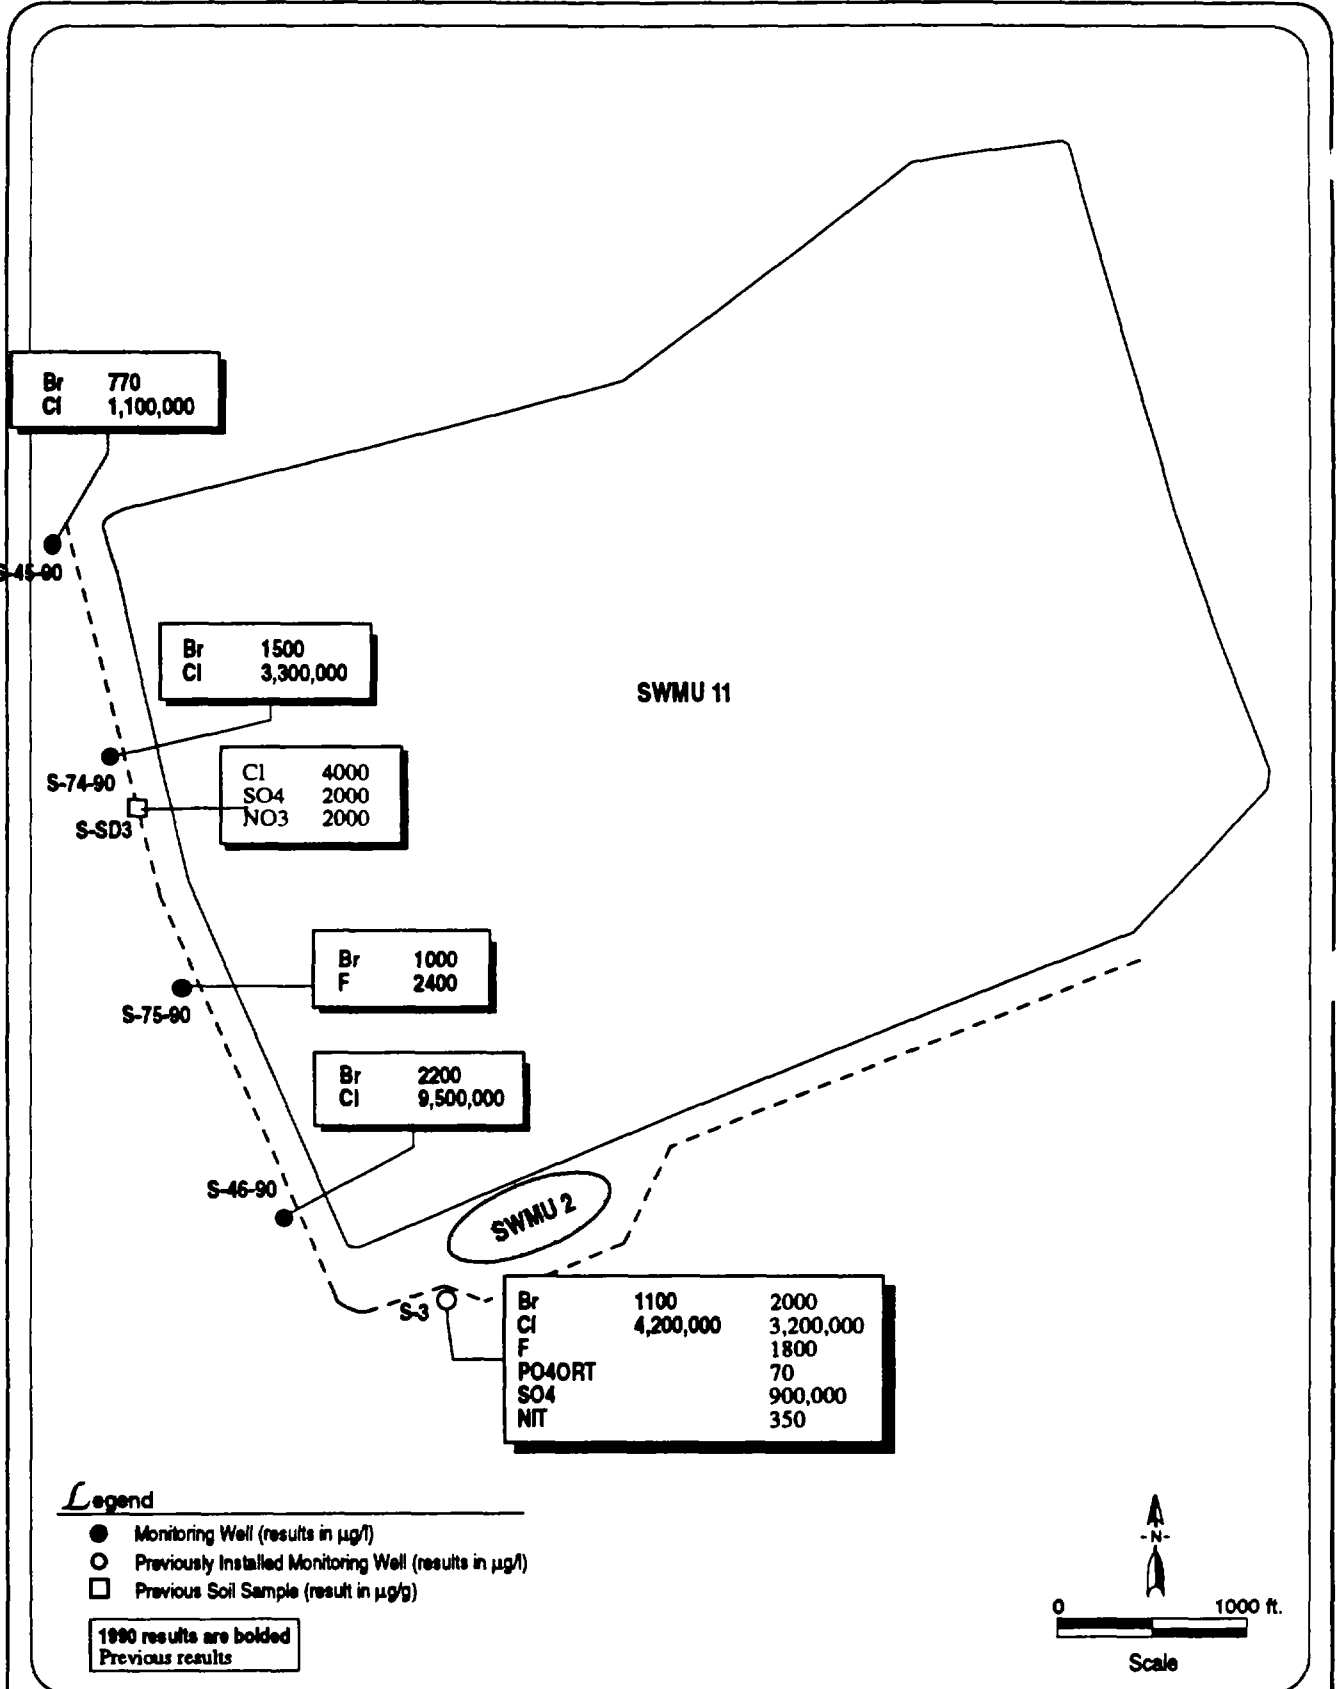 Br 770
Cl 1,100,000
S-45-90
Br 1500
Cl 3,300,000
SWMU 11
S-74-90
Cl 4000
SO4 2000
NO3 2000
S-SD3
Br 1000
F 2400
S-75-90
Br 2200
Cl 9,500,000
S-46-90
SWMU 2
S-3
Br 1100 2000
Cl 4,200,000 3,200,000
F 1800
PO4ORT 70
SO4 900,000
NIT 350
Legend
Monitoring Well (results in µg/l)
Previously Installed Monitoring Well (results in µg/l)
Previous Soil Sample (result in µg/g)
1990 results are bolded
Previous results
-N-
0 1000 ft.
Scale